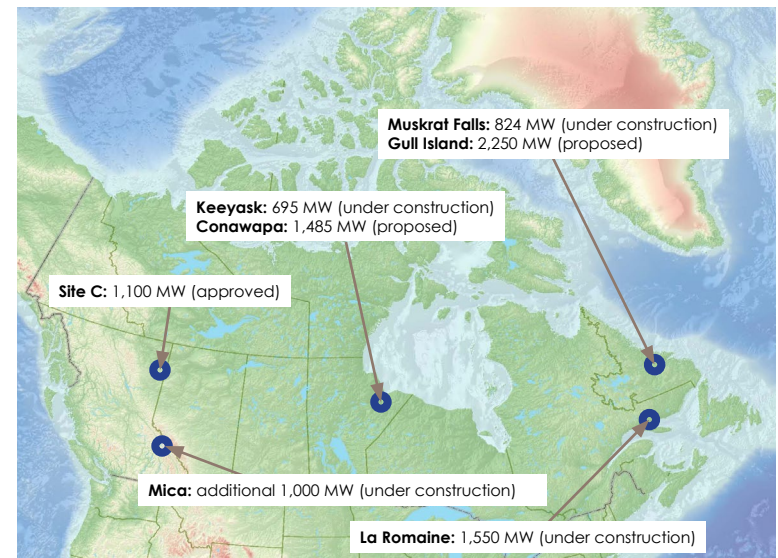 Muskrat Falls: 824 MW (under construction)
Gull Island: 2,250 MW (proposed)
Keeyask: 695 MW (under construction)
Conawapa: 1,485 MW (proposed)
Site C: 1,100 MW (approved)
Mica: additional 1,000 MW (under construction)
La Romaine: 1,550 MW (under construction)